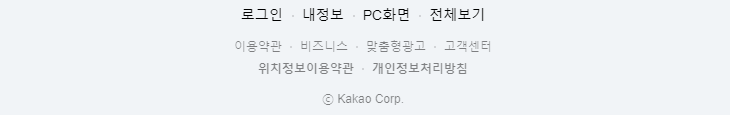 로그인 · 내정보 · PC화면 · 전체보기
이용약관 · 비즈니스 · 맞춤형광고 · 고객센터
위치정보이용약관 · 개인정보처리방침
ⓒ Kakao Corp.